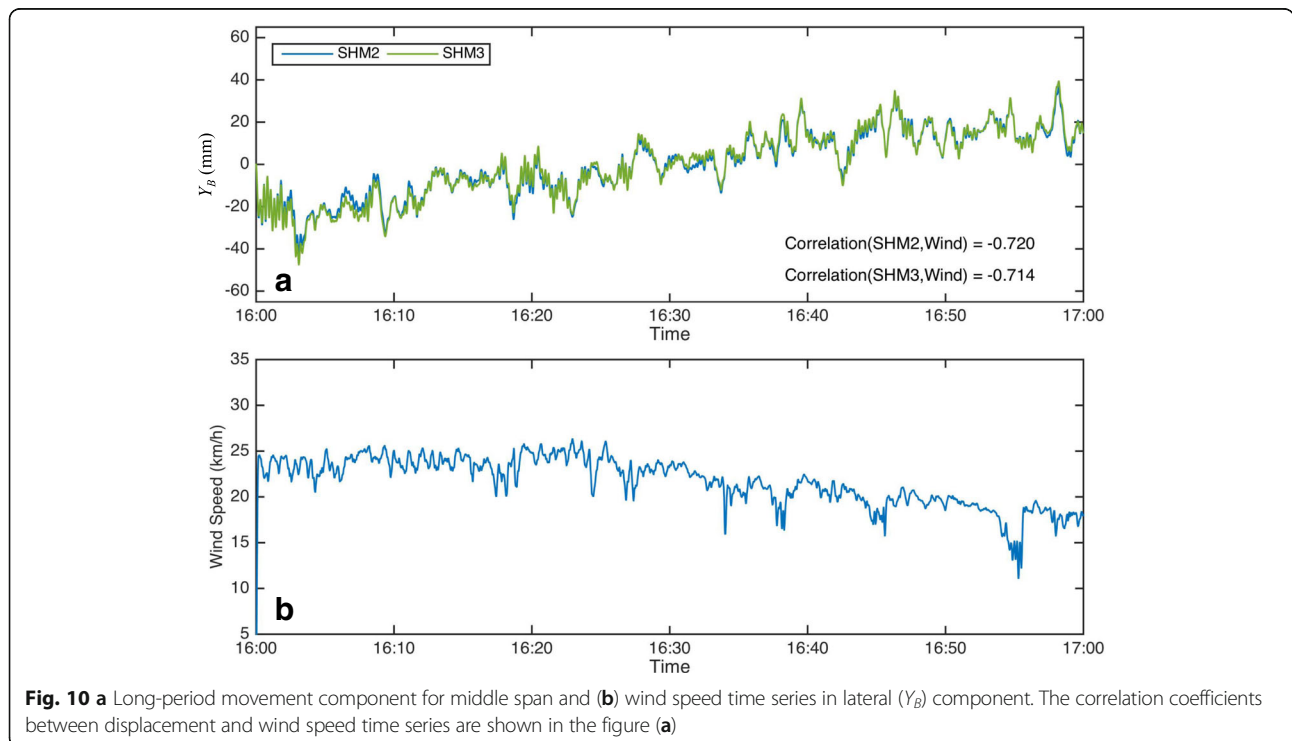 60
40
20
0
-20
-40
-60
Y_B (mm)
SHM2 SHM3
Correlation(SHM2,Wind) = -0.720
Correlation(SHM3,Wind) = -0.714
a
16:00 16:10 16:20 16:30 16:40 16:50 17:00
Time
35
30
25
20
15
10
5
Wind Speed (km/h)
b
16:00 16:10 16:20 16:30 16:40 16:50 17:00
Time
Fig. 10 a Long-period movement component for middle span and (b) wind speed time series in lateral (Y_B) component. The correlation coefficients
between displacement and wind speed time series are shown in the figure (a)